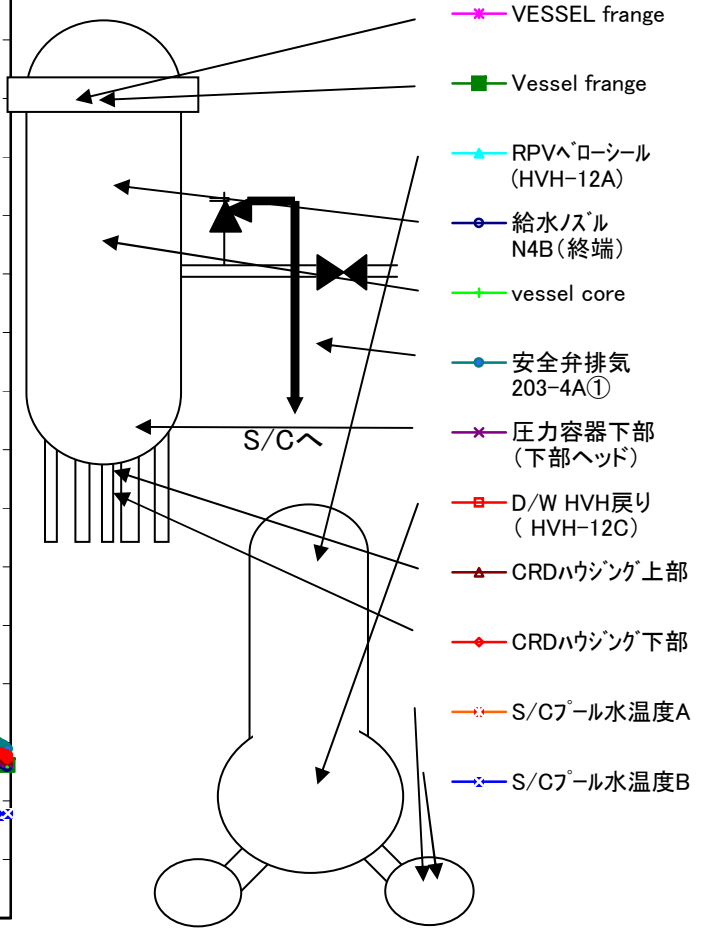 VESSEL frange
Vessel frange
RPVベローシール
(HVH-12A)
給水ノズル
N4B(終端)
vessel core
安全弁排気
203-4A①
S/Cへ
圧力容器下部
(下部ヘッド)
D/W HVH戻り
( HVH-12C)
CRDハウジング上部
CRDハウジング下部
S/Cプール水温度A
S/Cプール水温度B